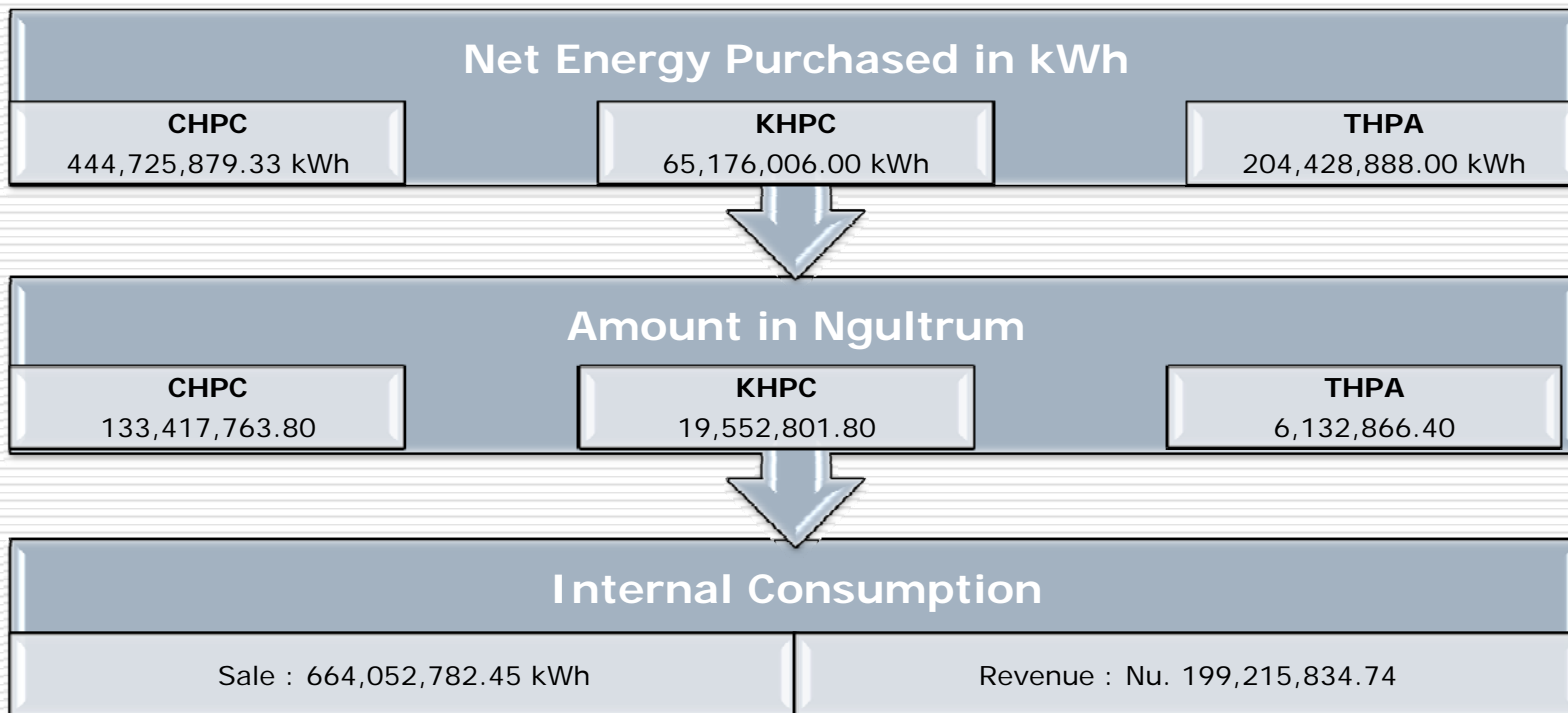 Net Energy Purchased in kWh
CHPC
444,725,879.33 kWh
KHPC
65,176,006.00 kWh
THPA
204,428,888.00 kWh
Amount in Ngultrum
CHPC
133,417,763.80
KHPC
19,552,801.80
THPA
6,132,866.40
Internal Consumption
Sale : 664,052,782.45 kWh
Revenue : Nu. 199,215,834.74